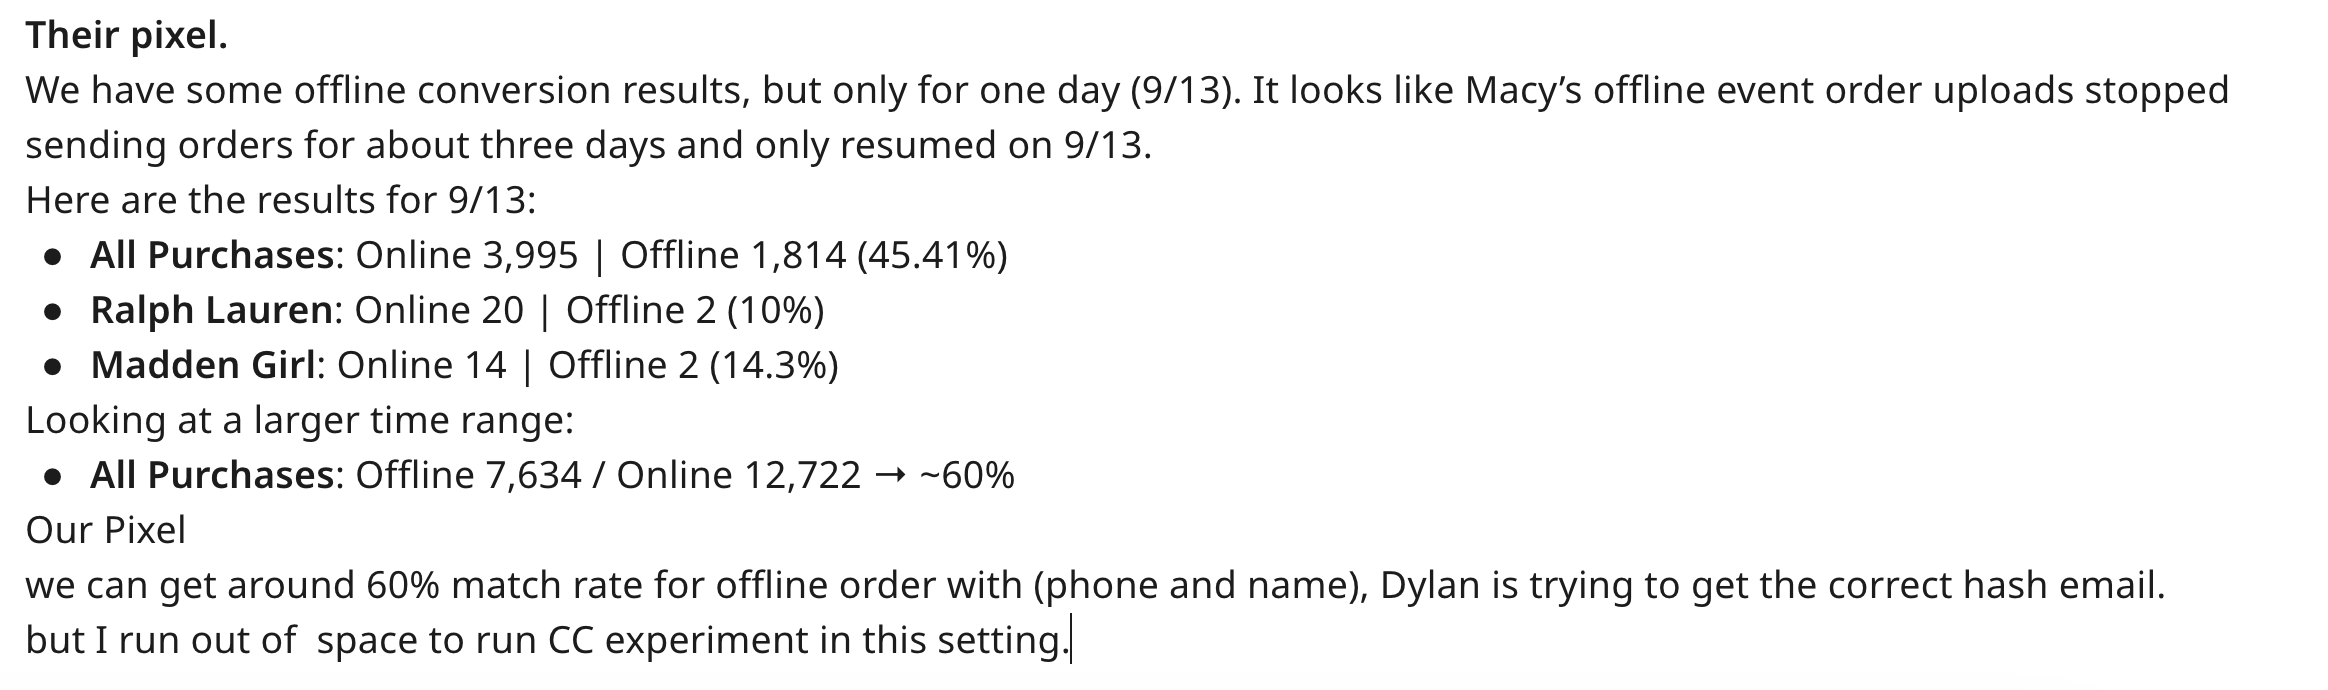 Their pixel.
We have some offline conversion results, but only for one day (9/13). It looks like Macy’s offline event order uploads stopped
sending orders for about three days and only resumed on 9/13.
Here are the results for 9/13:
● All Purchases: Online 3,995 | Offline 1,814 (45.41%)
● Ralph Lauren: Online 20 | Offline 2 (10%)
● Madden Girl: Online 14 | Offline 2 (14.3%)
Looking at a larger time range:
● All Purchases: Offline 7,634 / Online 12,722 → ~60%
Our Pixel
we can get around 60% match rate for offline order with (phone and name), Dylan is trying to get the correct hash email.
but I run out of  space to run CC experiment in this setting.